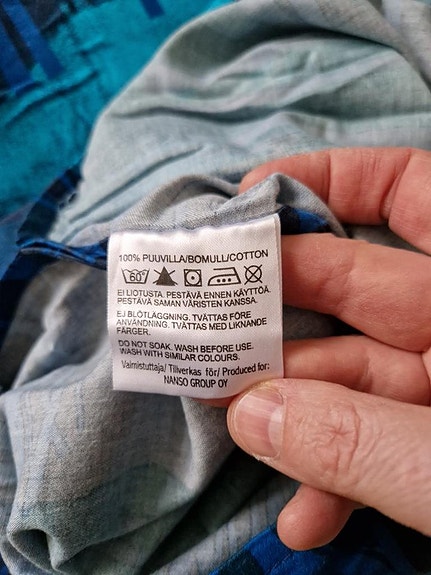 100% PUUVILLA/BOMULL/COTTON
60
EI LIOTUSTA. PESTÄVÄ ENNEN KÄYTTÖÄ.
PESTÄVÄ SAMAN VÄRISTEN KANSSA.
EJ BLÖTLÄGGNING. TVÄTTAS FÖRE
ANVÄNDNING. TVÄTTAS MED LIKNANDE
FÄRGER.
DO NOT SOAK. WASH BEFORE USE.
WASH WITH SIMILAR COLOURS.
Valmistuttaja/ Tillverkas för/ Produced for:
NANSO GROUP OY